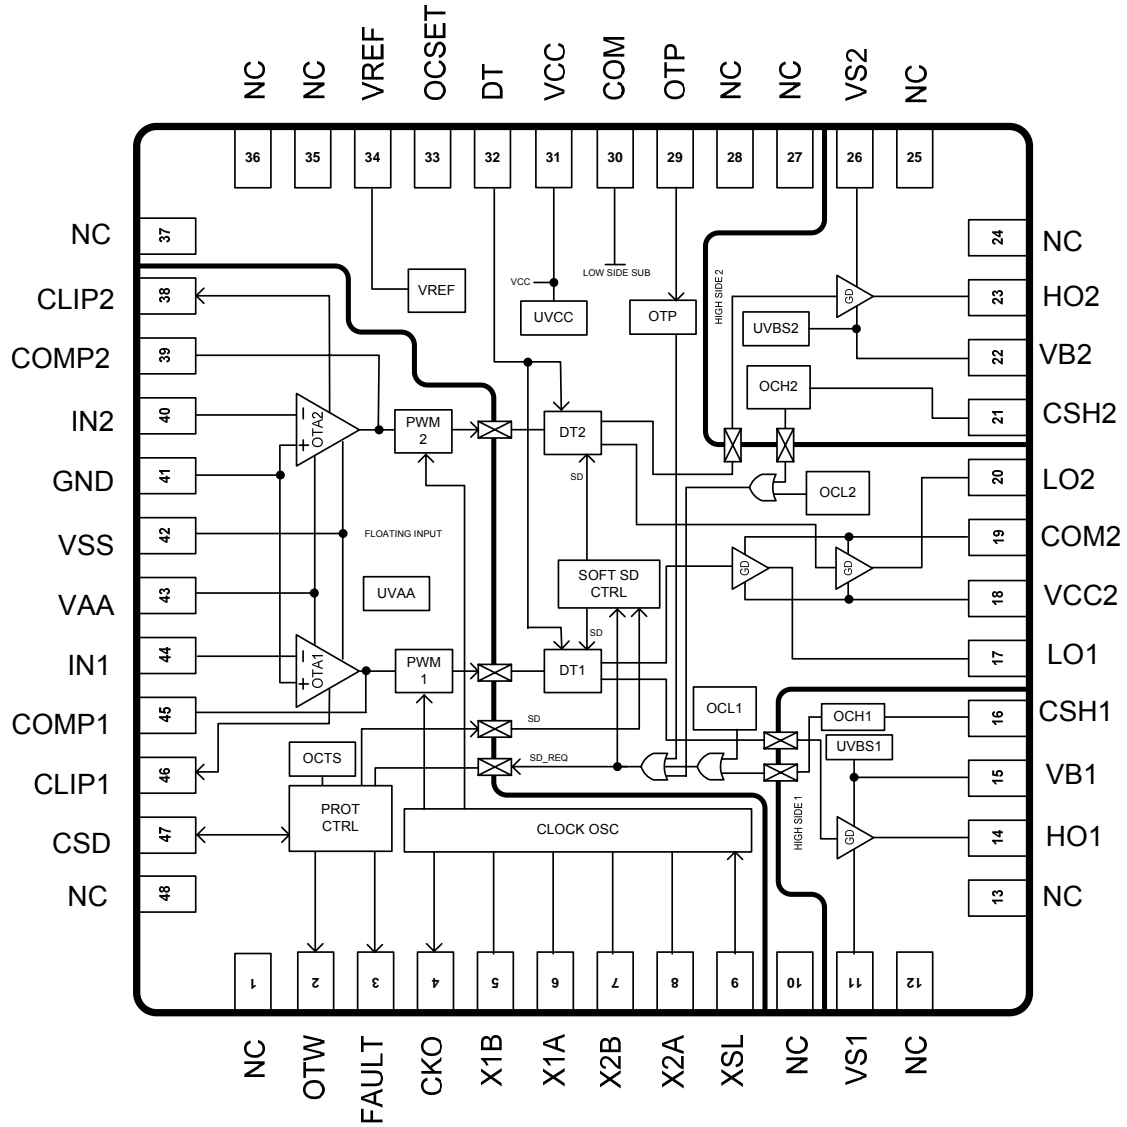 NC
NC
VREF
OCSET
DT
VCC
COM
OTP
NC
NC
VS2
NC
36
35
34
33
32
31
30
29
28
27
26
25
NC
37
24
NC
CLIP2
38
VREF
VCC
UVCC
LOW SIDE SUB
OTP
HIGH SIDE 2
GD
23
HO2
UVBS2
COMP2
39
22
VB2
OCH2
IN2
40
OTA2
PWM
2
DT2
21
CSH2
GND
41
SD
OCL2
20
LO2
VSS
42
FLOATING INPUT
19
COM2
GD
GD
VAA
43
UVAA
SOFT SD
CTRL
18
VCC2
SD
IN1
44
OTA1
PWM
1
DT1
17
LO1
COMP1
45
SD
OCL1
OCH1
16
CSH1
UVBS1
CLIP1
46
OCTS
SD_REQ
15
VB1
CSD
47
PROT
CTRL
CLOCK OSC
HIGH SIDE 1
GD
14
HO1
NC
48
13
NC
1
2
3
4
5
6
7
8
9
10
11
12
NC
OTW
FAULT
CKO
X1B
X1A
X2B
X2A
XSL
NC
VS1
NC